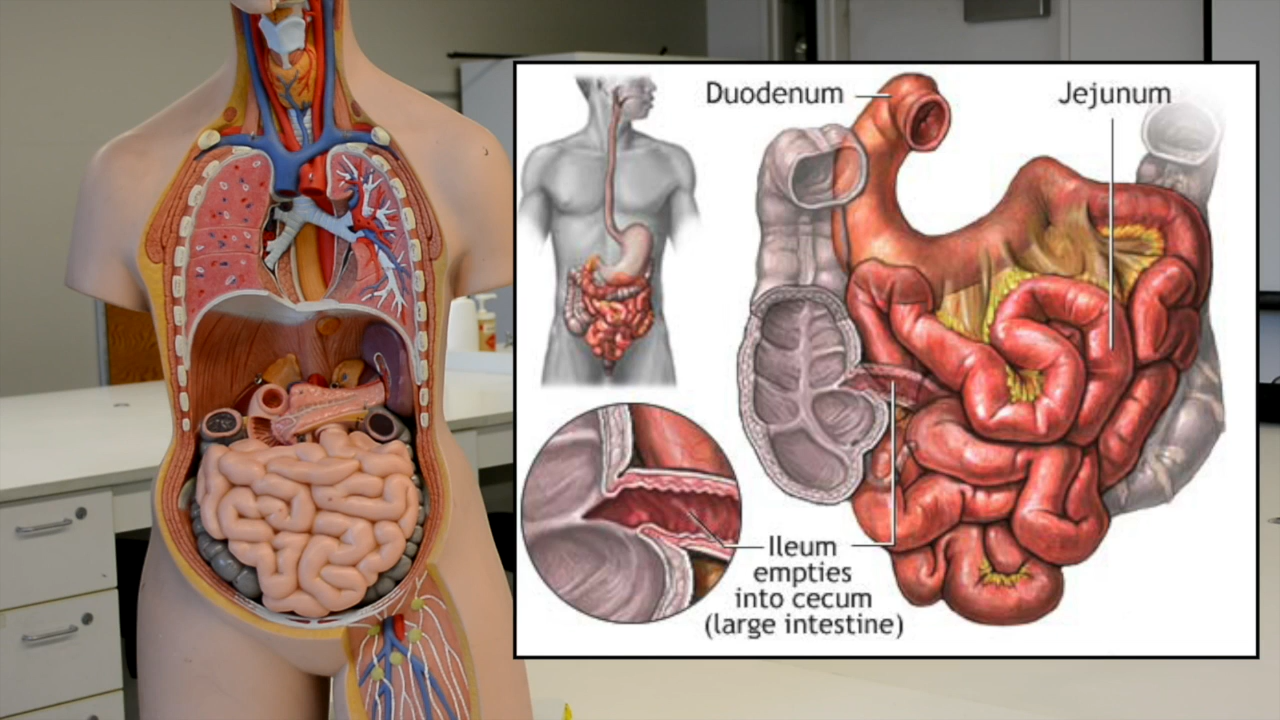 Duodenum
Jejunum
Ileum
empties
into cecum
(large intestine)